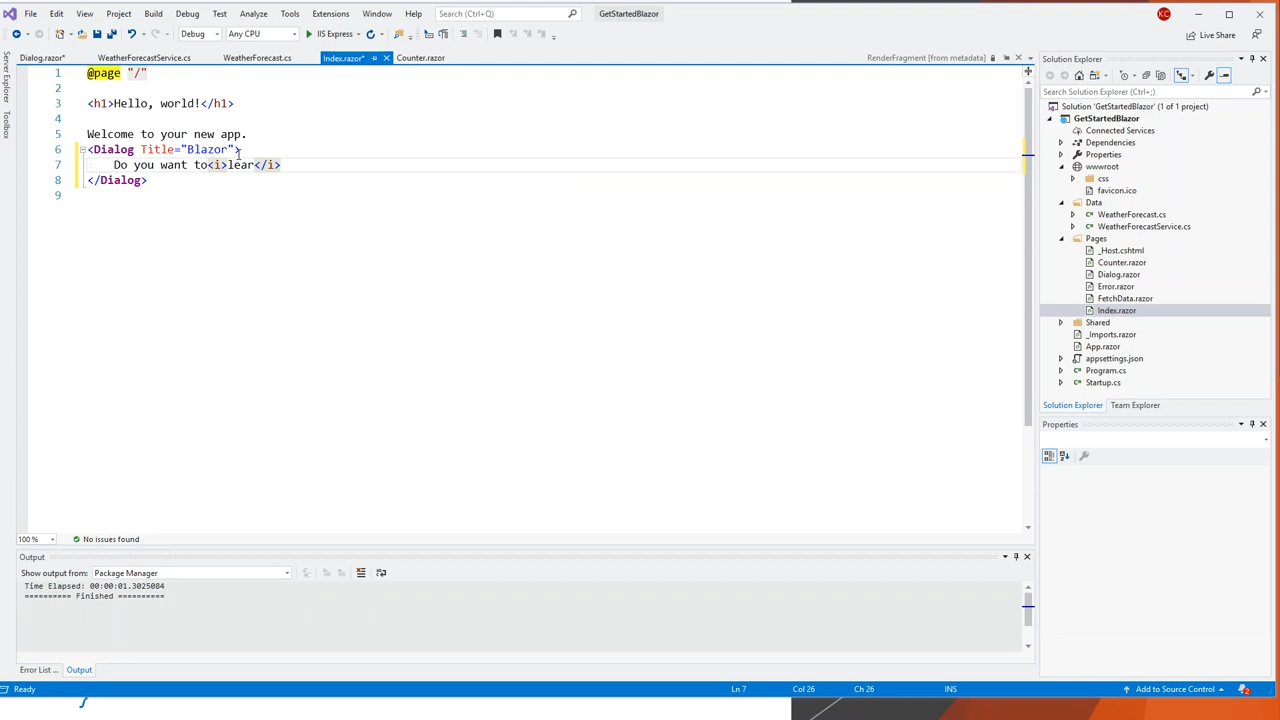 File Edit View Project Build Debug Test Analyze Tools Extensions Window Help Search (Ctrl+Q) GetStartedBlazor KC
Debug Any CPU IIS Express Live Share
Dialog.razor* WeatherForecastService.cs WeatherForecast.cs Index.razor* Counter.razor RenderFragment [from metadata]
Server Explorer
Toolbox
1 @page "/"
2
3 <h1>Hello, world!</h1>
4
5 Welcome to your new app.
6 <Dialog Title="Blazor">
7 Do you want to<i>lear</i>
8 </Dialog>
9
100 % No issues found
Output
Show output from: Package Manager
Time Elapsed: 00:00:01.3025084
========== Finished ==========
Error List ... Output
Solution Explorer
Search Solution Explorer (Ctrl+;)
Solution 'GetStartedBlazor' (1 of 1 project)
GetStartedBlazor
Connected Services
Dependencies
Properties
wwwroot
css
favicon.ico
Data
WeatherForecast.cs
WeatherForecastService.cs
Pages
_Host.cshtml
Counter.razor
Dialog.razor
Error.razor
FetchData.razor
Index.razor
Shared
_Imports.razor
App.razor
appsettings.json
Program.cs
Startup.cs
Solution Explorer Team Explorer
Properties
Ready Ln 7 Col 26 Ch 26 INS Add to Source Control 2